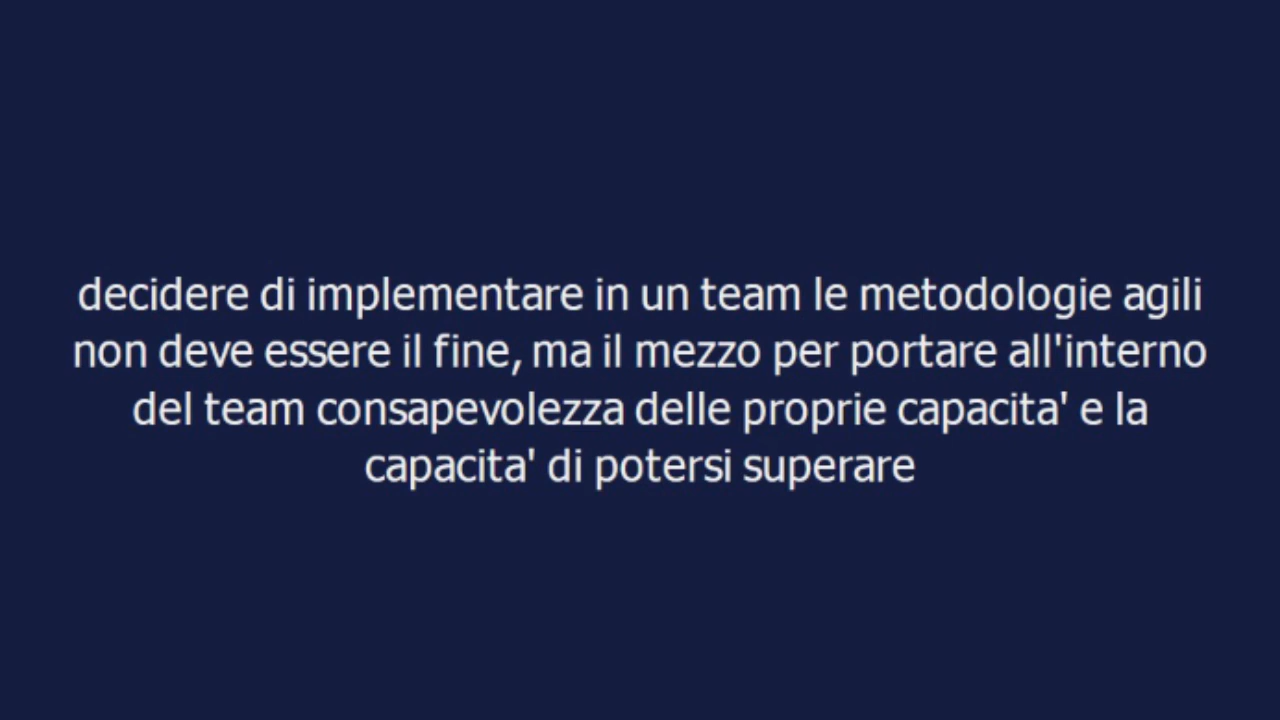 decidere di implementare in un team le metodologie agili
non deve essere il fine, ma il mezzo per portare all'interno
del team consapevolezza delle proprie capacita' e la
capacita' di potersi superare